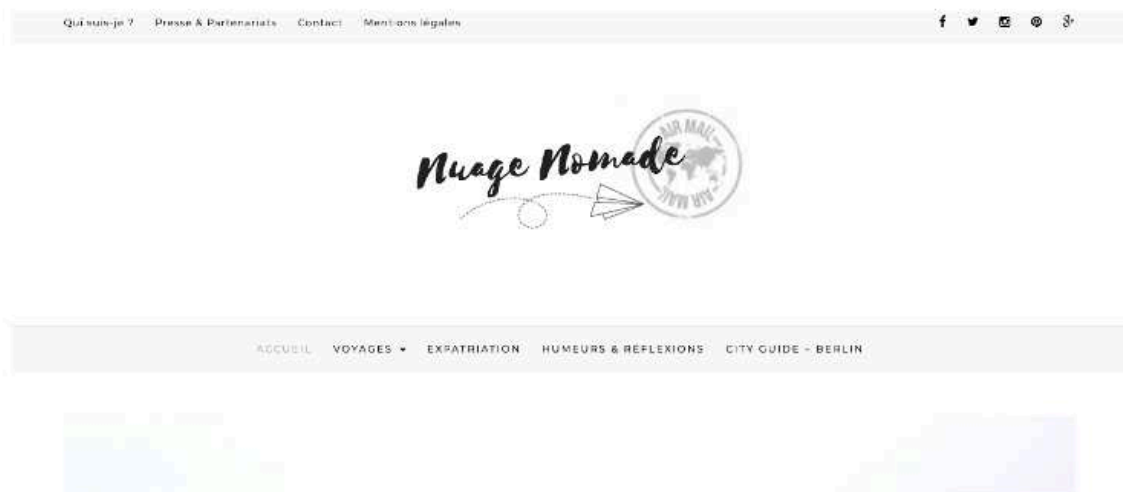 Qui suis-je ? Presse & Partenariats Contact Mentions légales
AIR MAIL
Nuage Nomade
AIR MAIL
ACCUEIL VOYAGES EXPATRIATION HUMEURS & RÉFLEXIONS CITY GUIDE – BERLIN